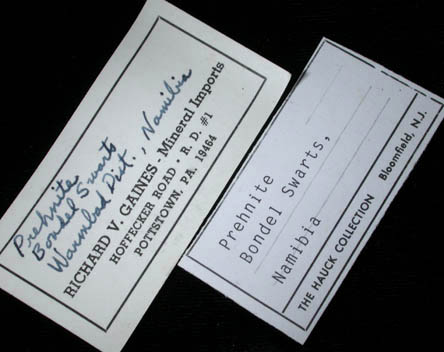 Prehnite
Bondel Swarts
Warmbad Dist., Namibia
RICHARD V. GAINES - Mineral Imports
HOFFECKER ROAD • R. D. #1
POTTSTOWN, PA. 19464
Prehnite
Bondel Swarts,
Namibia
THE HAUCK COLLECTION Bloomfield, N.J.